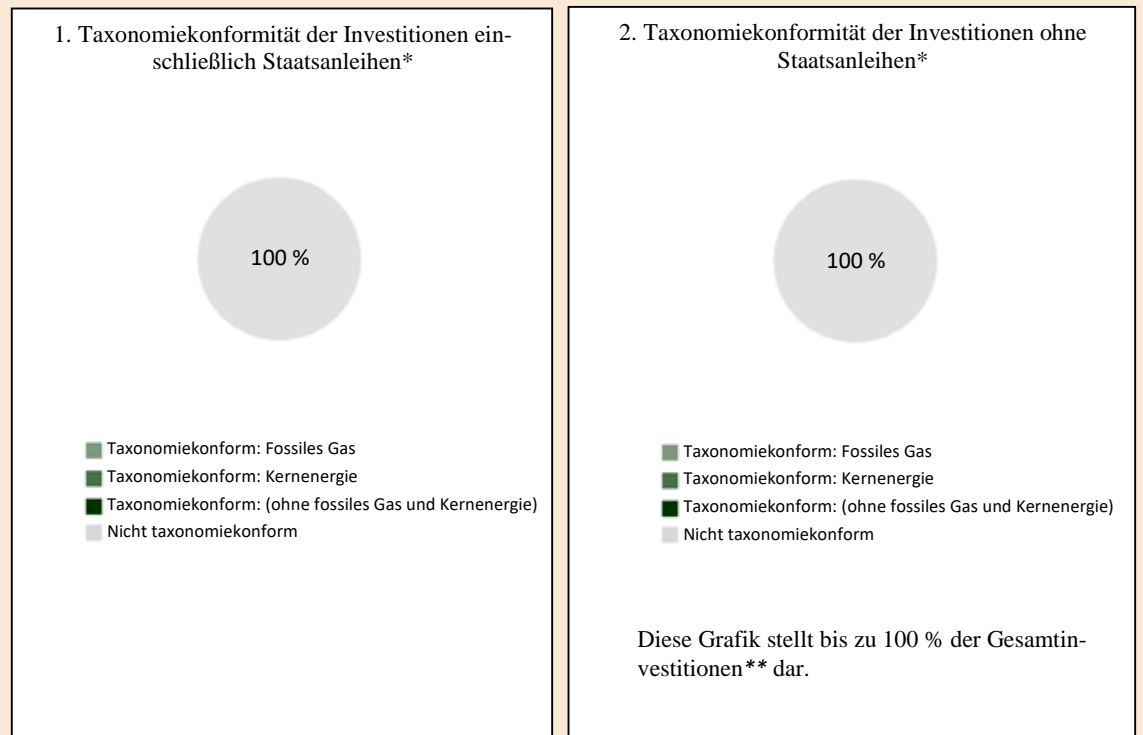 1. Taxonomiekonformität der Investitionen ein-
schließlich Staatsanleihen*
100 %
Taxonomiekonform: Fossiles Gas
Taxonomiekonform: Kernenergie
Taxonomiekonform: (ohne fossiles Gas und Kernenergie)
Nicht taxonomiekonform
2. Taxonomiekonformität der Investitionen ohne
Staatsanleihen*
100 %
Taxonomiekonform: Fossiles Gas
Taxonomiekonform: Kernenergie
Taxonomiekonform: (ohne fossiles Gas und Kernenergie)
Nicht taxonomiekonform
Diese Grafik stellt bis zu 100 % der Gesamtin-
vestitionen** dar.